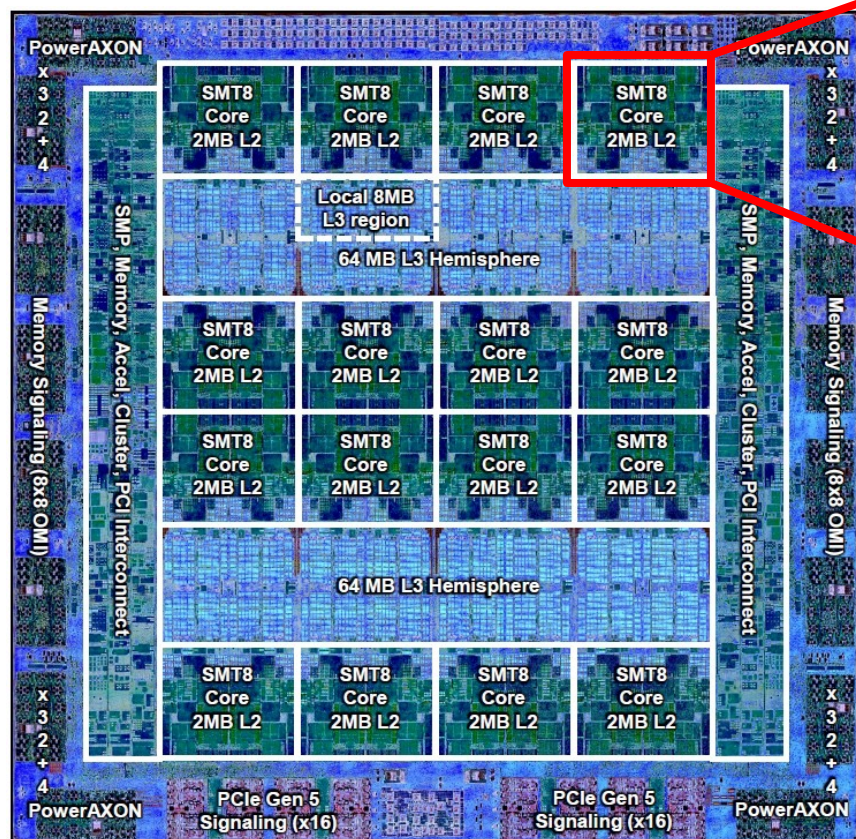 PowerAXON
PowerAXON
x
3
2
+
4
x
3
2
+
4
SMT8
Core
2MB L2
SMT8
Core
2MB L2
SMT8
Core
2MB L2
SMT8
Core
2MB L2
Local 8MB
L3 region
64 MB L3 Hemisphere
SMP, Memory, Accel, Cluster, PCI Interconnect
SMP, Memory, Accel, Cluster, PCI Interconnect
Memory Signaling (8x8 OMI)
Memory Signaling (8x8 OMI)
SMT8
Core
2MB L2
SMT8
Core
2MB L2
SMT8
Core
2MB L2
SMT8
Core
2MB L2
SMT8
Core
2MB L2
SMT8
Core
2MB L2
SMT8
Core
2MB L2
SMT8
Core
2MB L2
64 MB L3 Hemisphere
SMT8
Core
2MB L2
SMT8
Core
2MB L2
SMT8
Core
2MB L2
SMT8
Core
2MB L2
x
3
2
+
4
x
3
2
+
4
PowerAXON
PCIe Gen 5
Signaling (x16)
PCIe Gen 5
Signaling (x16)
PowerAXON